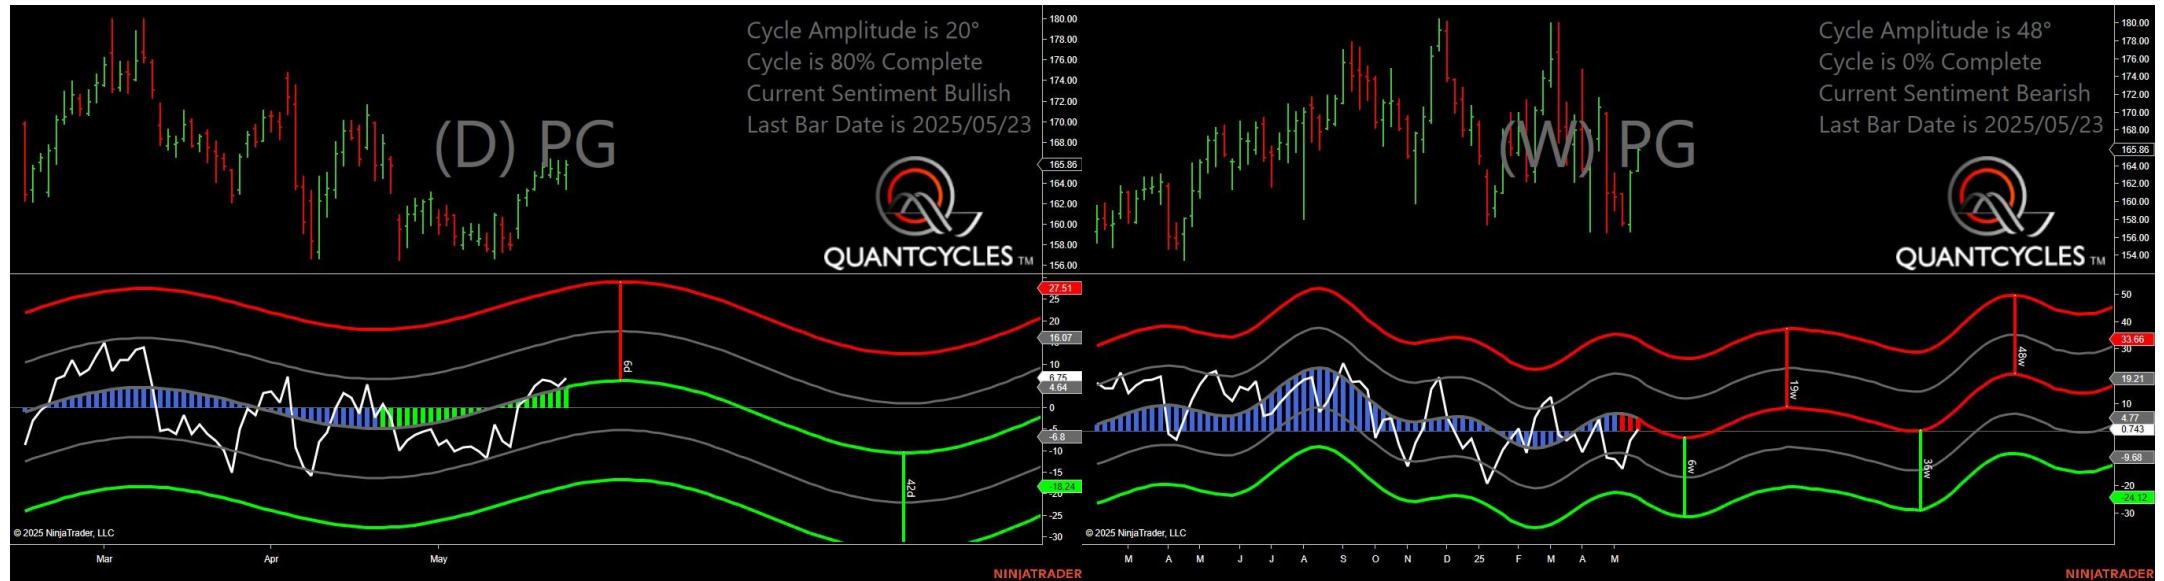 Cycle Amplitude is 20°
Cycle is 80% Complete
Current Sentiment Bullish
Last Bar Date is 2025/05/23
(D) PG
QUANTCYCLES TM
180.00
178.00
176.00
174.00
172.00
170.00
168.00
165.86
164.00
162.00
160.00
158.00
156.00
27.51
25
20
16.07
10
6.75
4.64
0
-5
-6.8
-10
-15
-18.24
-20
-25
-30
6d
42d
© 2025 NinjaTrader, LLC
Mar Apr May
NINJATRADER
Cycle Amplitude is 48°
Cycle is 0% Complete
Current Sentiment Bearish
Last Bar Date is 2025/05/23
(W) PG
QUANTCYCLES TM
180.00
178.00
176.00
174.00
172.00
170.00
168.00
165.86
164.00
162.00
160.00
158.00
156.00
154.00
50
40
33.66
30
19.21
10
4.77
0.743
-9.68
-20
-24.12
-30
6w
19w
36w
48w
© 2025 NinjaTrader, LLC
M A M J J A S O N D 25 F M A M
NINJATRADER